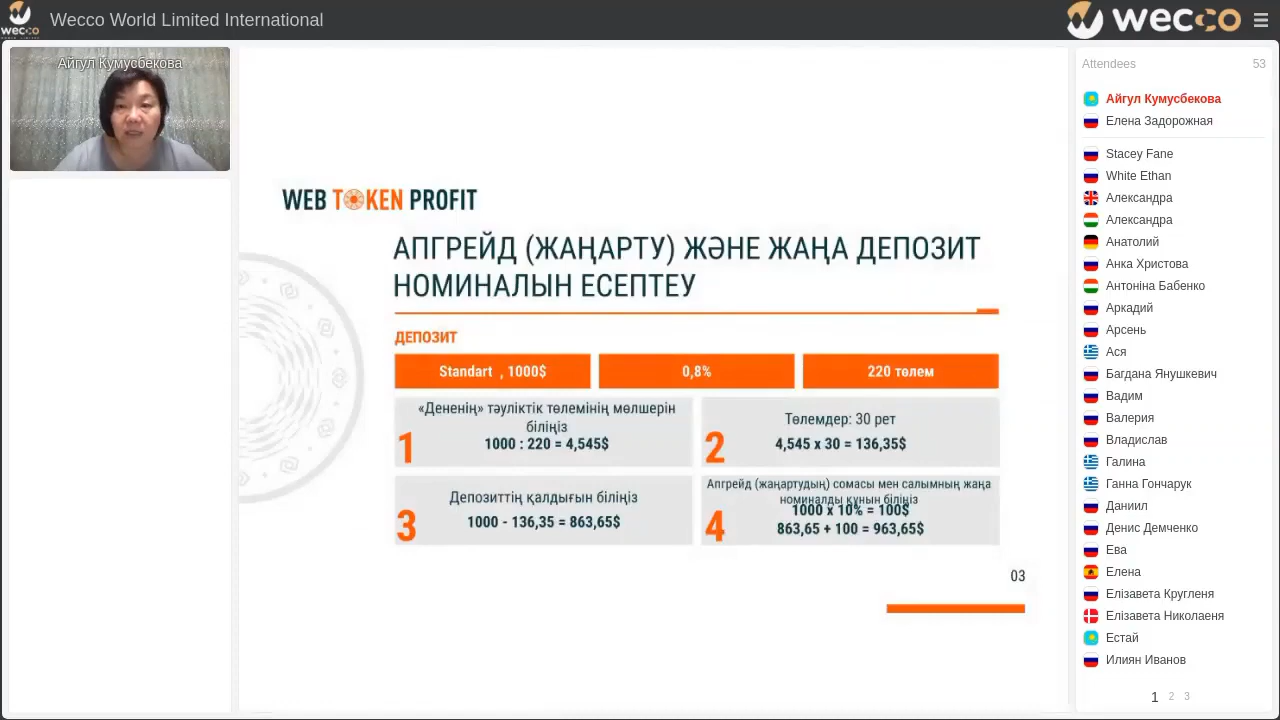 wecco
WORLD LIMITED
Wecco World Limited International
wecco
Айгул Кумусбекова
WEB TOKEN PROFIT
АПГРЕЙД (ЖАҢАРТУ) ЖӘНЕ ЖАҢА ДЕПОЗИТ
НОМИНАЛЫН ЕСЕПТЕУ
ДЕПОЗИТ
Standart , 1000$
0,8%
220 төлем
1
«Дененің» тәуліктік төлемінің мөлшерін
біліңіз
1000 : 220 = 4,545$
2
Төлемдер: 30 рет
4,545 x 30 = 136,35$
3
Депозиттің қалдығын біліңіз
1000 - 136,35 = 863,65$
4
Апгрейд (жаңартудың) сомасы мен салымның жаңа
номиналды құнын біліңіз
1000 x 10% = 100$
863,65 + 100 = 963,65$
03
Attendees 53
Айгул Кумусбекова
Елена Задорожная
Stacey Fane
White Ethan
Александра
Александра
Анатолий
Анка Христова
Антоніна Бабенко
Аркадий
Арсень
Ася
Багдана Янушкевич
Вадим
Валерия
Владислав
Галина
Ганна Гончарук
Даниил
Денис Демченко
Ева
Елена
Елізавета Кругленя
Елізавета Николаеня
Естай
Илиян Иванов
1 2 3